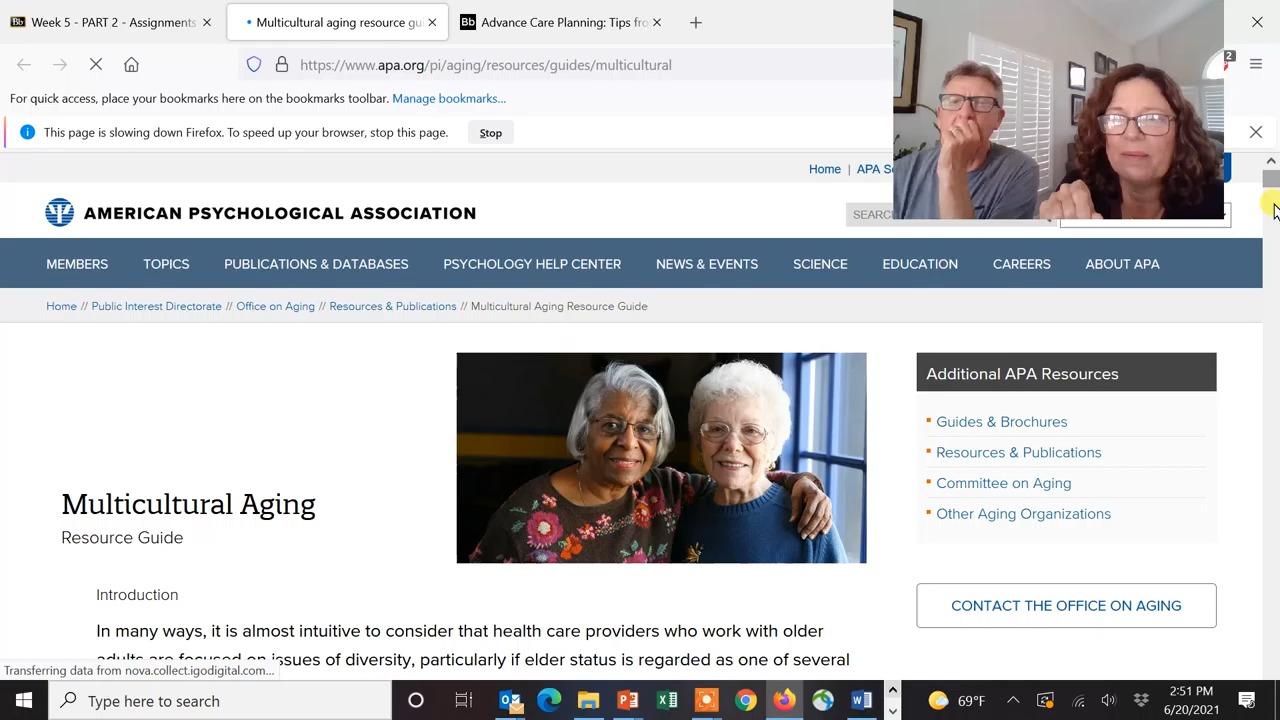 Week 5 - PART 2 - Assignments
Multicultural aging resource gui
Advance Care Planning: Tips fro
https://www.apa.org/pi/aging/resources/guides/multicultural
2
For quick access, place your bookmarks here on the bookmarks toolbar. Manage bookmarks...
This page is slowing down Firefox. To speed up your browser, stop this page. Stop
Home | APA
AMERICAN PSYCHOLOGICAL ASSOCIATION
SEARCH
MEMBERS TOPICS PUBLICATIONS & DATABASES PSYCHOLOGY HELP CENTER NEWS & EVENTS SCIENCE EDUCATION CAREERS ABOUT APA
Home // Public Interest Directorate // Office on Aging // Resources & Publications // Multicultural Aging Resource Guide
Multicultural Aging
Resource Guide
Introduction
In many ways, it is almost intuitive to consider that health care providers who work with older
adults are focused on issues of diversity, particularly if elder status is regarded as one of several
Additional APA Resources
Guides & Brochures
Resources & Publications
Committee on Aging
Other Aging Organizations
CONTACT THE OFFICE ON AGING
Transferring data from nova.collect.igodigital.com...
Type here to search
69°F
2:51 PM
6/20/2021